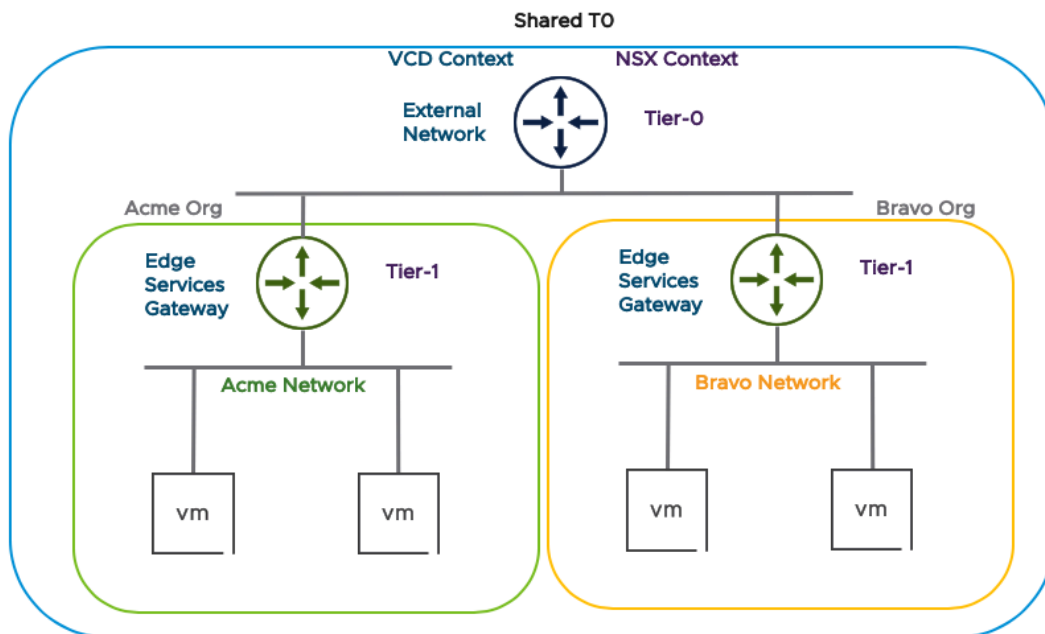 Shared T0
VCD Context
NSX Context
External
Network
Tier-0
Acme Org
Bravo Org
Edge
Services
Gateway
Tier-1
Edge
Services
Gateway
Tier-1
Acme Network
Bravo Network
vm
vm
vm
vm